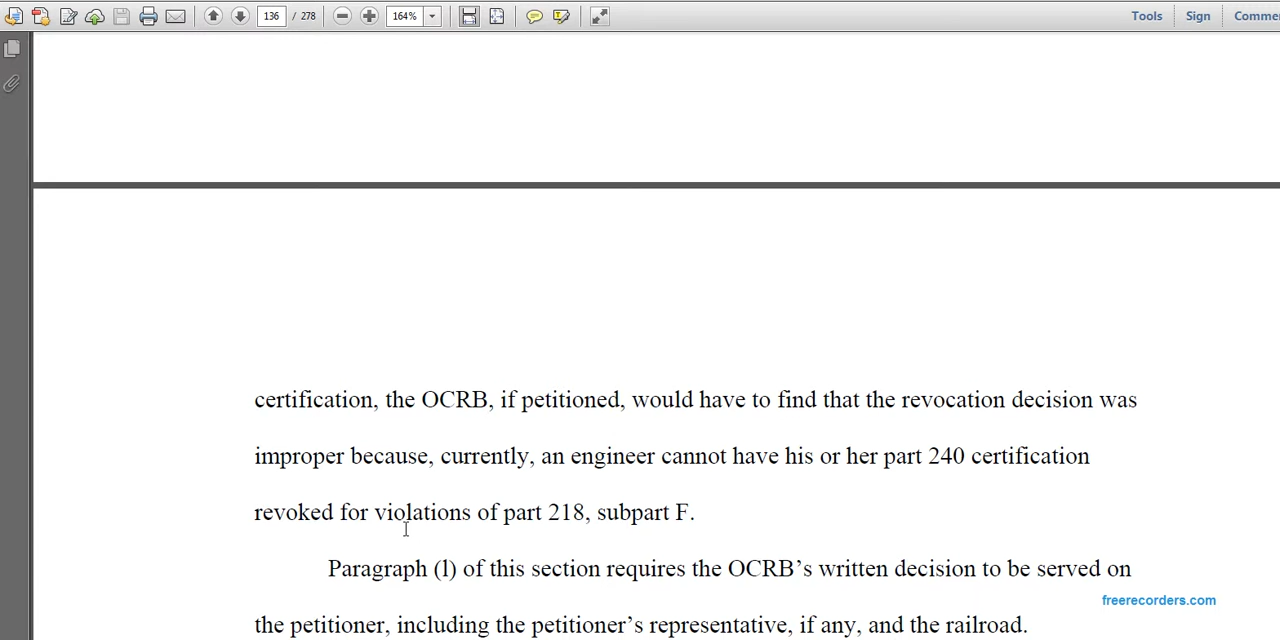 136 / 278 164% Tools Sign Commer
certification, the OCRB, if petitioned, would have to find that the revocation decision was
improper because, currently, an engineer cannot have his or her part 240 certification
revoked for violations of part 218, subpart F.
Paragraph (l) of this section requires the OCRB’s written decision to be served on
freerecorders.com
the petitioner, including the petitioner’s representative, if any, and the railroad.